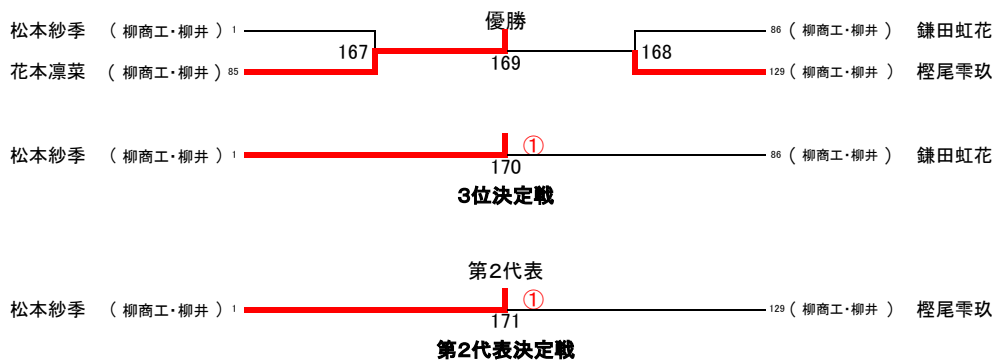 優勝
松本紗季 （ 柳商工・柳井 ） 1
86 （ 柳商工・柳井 ） 鎌田虹花
167
168
169
花本凛菜 （ 柳商工・柳井 ） 85
129 （ 柳商工・柳井 ） 樫尾雫玖
松本紗季 （ 柳商工・柳井 ） 1
①
86 （ 柳商工・柳井 ） 鎌田虹花
170
3位決定戦
第2代表
松本紗季 （ 柳商工・柳井 ） 1
①
129 （ 柳商工・柳井 ） 樫尾雫玖
171
第2代表決定戦